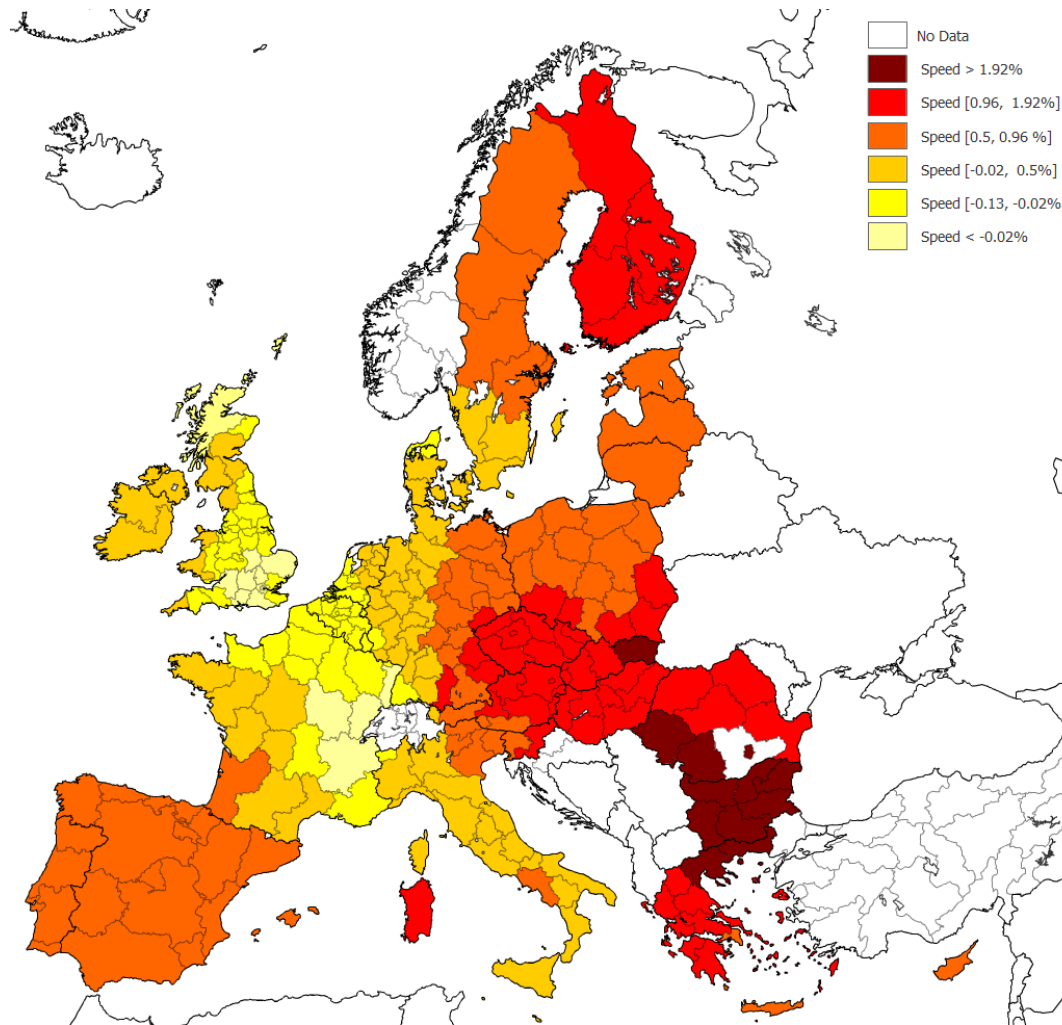 No Data
Speed > 1.92%
Speed [0.96, 1.92%]
Speed [0.5, 0.96 %]
Speed [-0.02, 0.5%]
Speed [-0.13, -0.02%
Speed < -0.02%